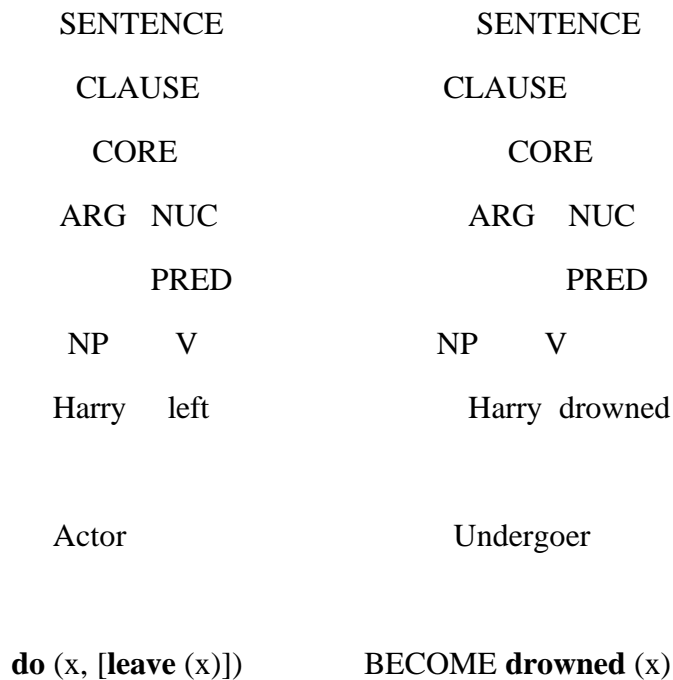 SENTENCE SENTENCE
CLAUSE CLAUSE
CORE CORE
ARG NUC ARG NUC
PRED PRED
NP V NP V
Harry left Harry drowned
Actor Undergoer
do (x, [leave (x)]) BECOME drowned (x)